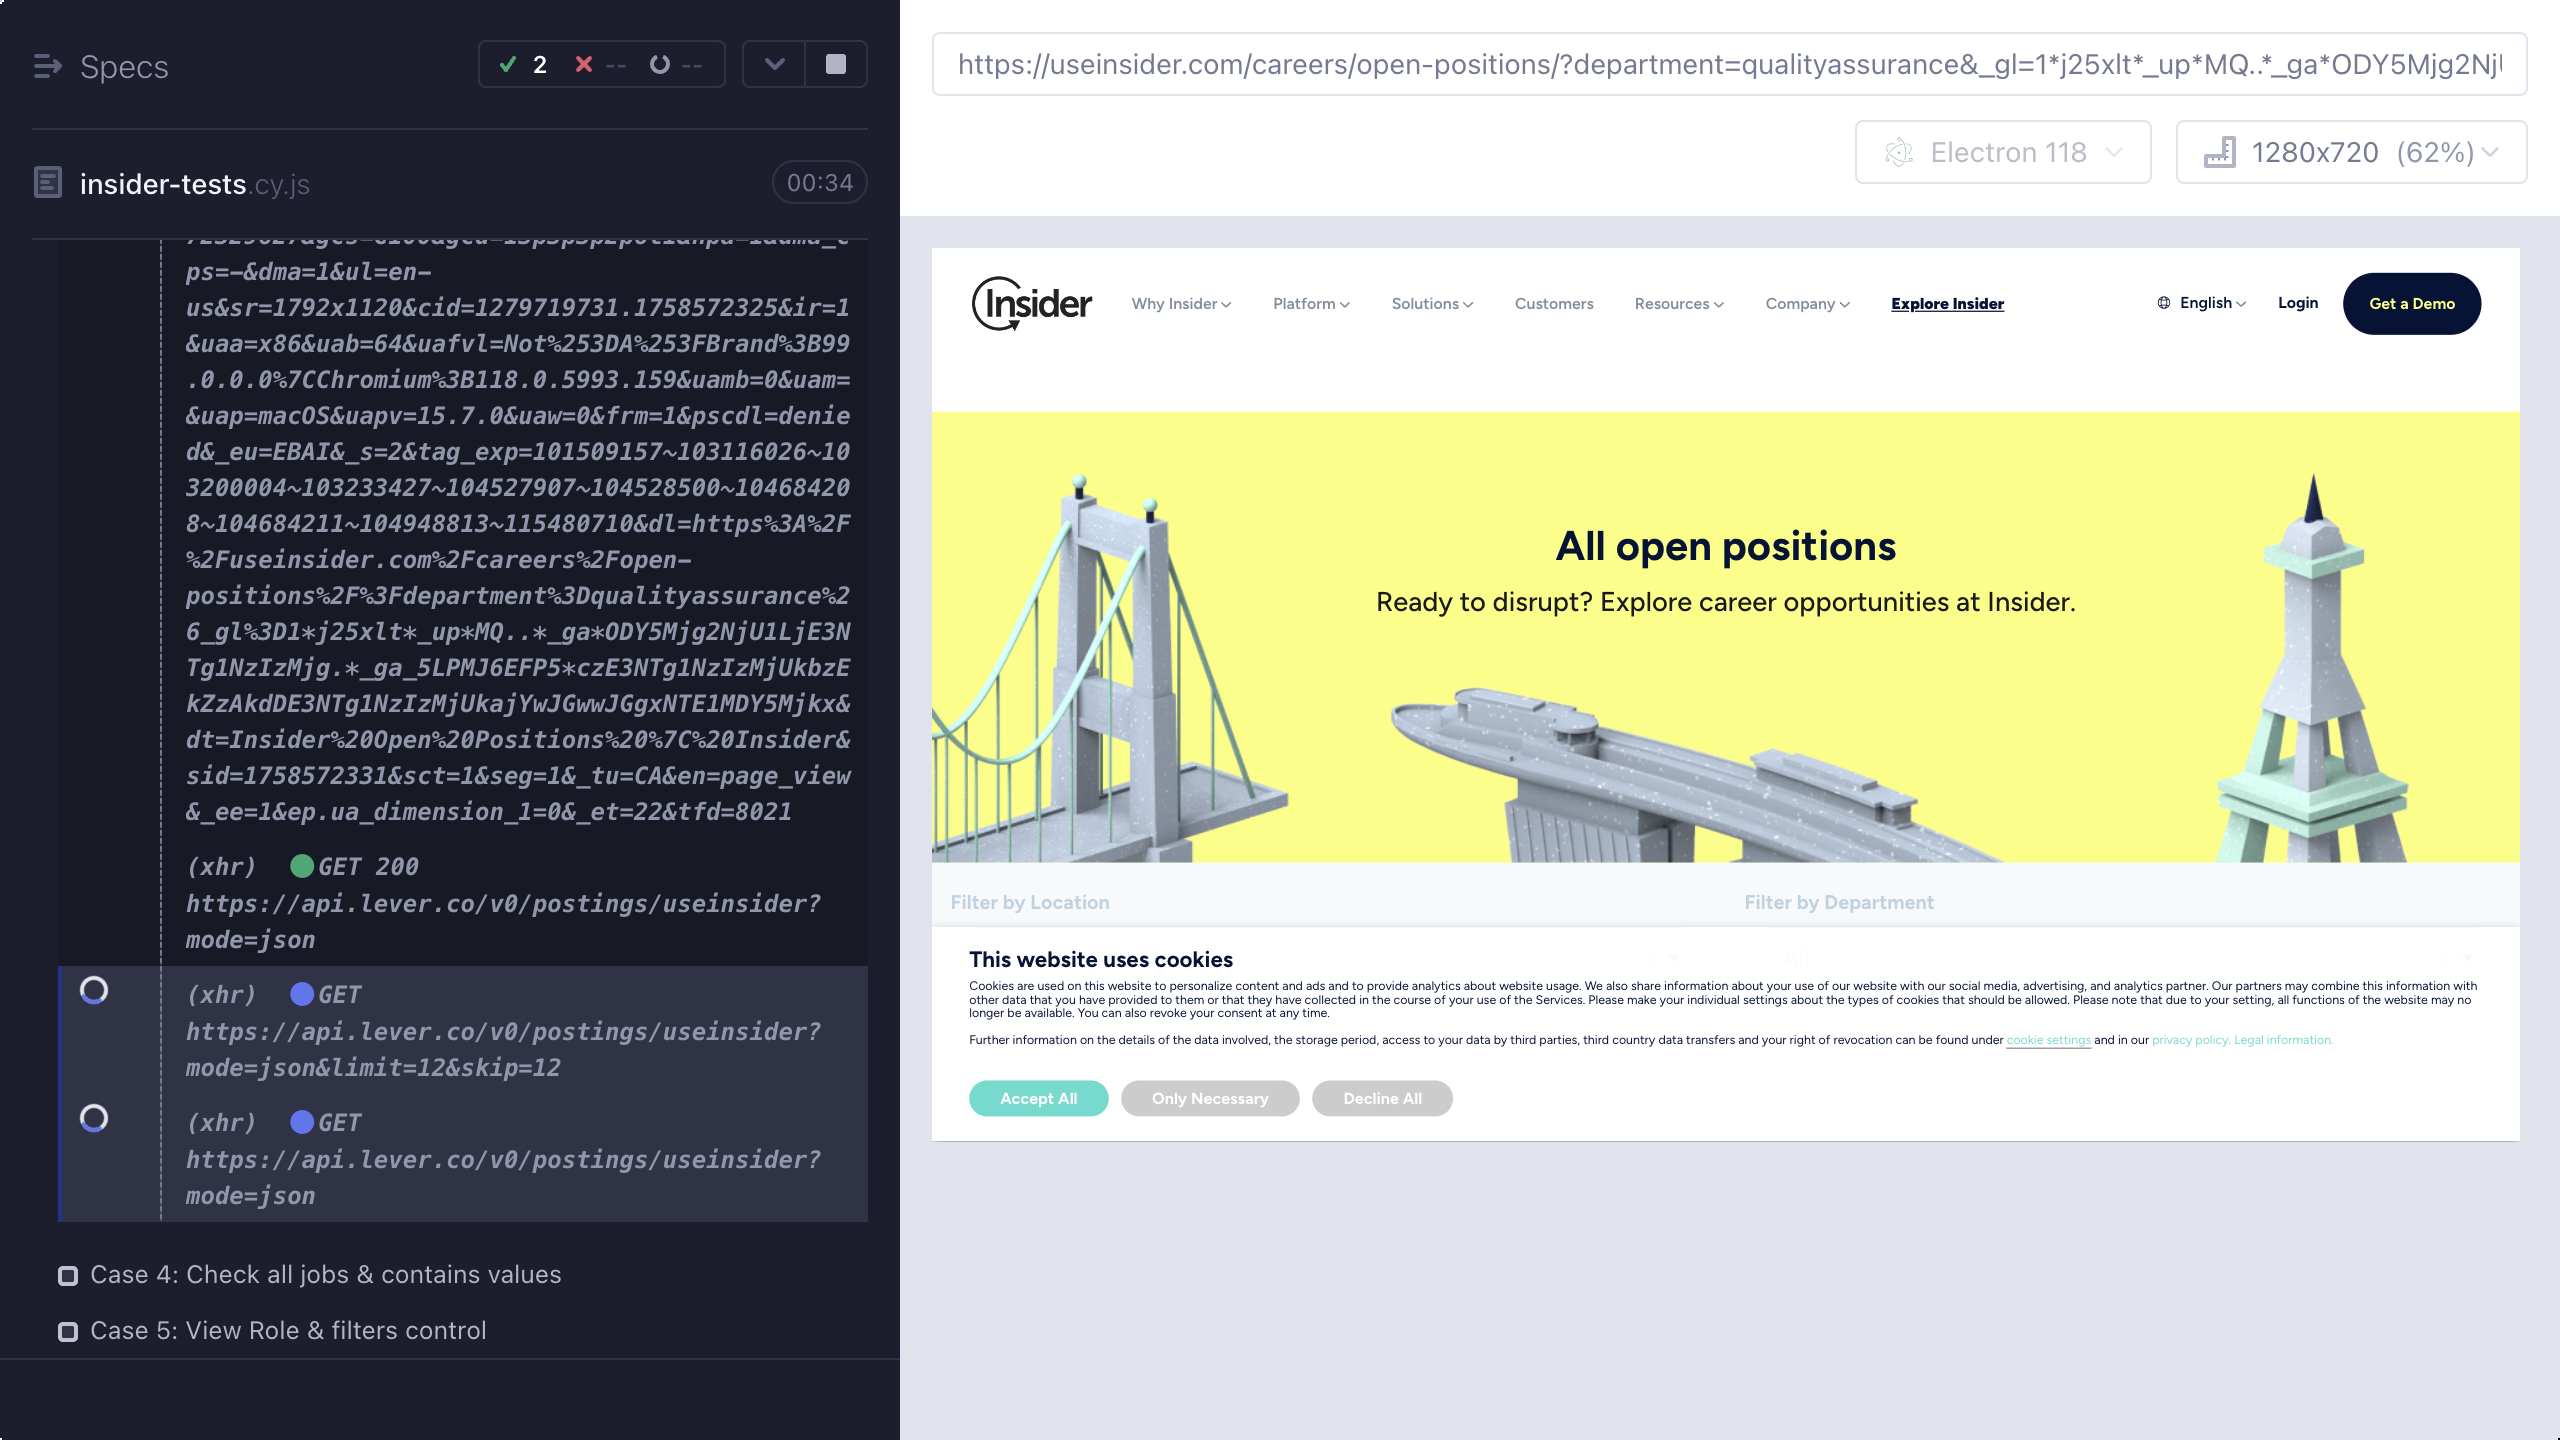 Specs
2
--
--
insider-tests.cy.js
00:34
ps=–&dma=1&ul=en–
us&sr=1792x1120&cid=1279719731.1758572325&ir=1
&uaa=x86&uab=64&uafvl=Not%253DA%253FBrand%3B99
.0.0.0%7CChromium%3B118.0.5993.159&uamb=0&uam=
&uap=macOS&uapv=15.7.0&uaw=0&frm=1&pscdl=denie
d&_eu=EBAI&_s=2&tag_exp=101509157~103116026~10
3200004~103233427~104527907~104528500~10468420
8~104684211~104948813~115480710&dl=https%3A%2F
%2Fuseinsider.com%2Fcareers%2Fopen–
positions%2F%3Fdepartment%3Dqualityassurance%2
6_gl%3D1*j25xlt*_up*MQ..*_ga*ODY5Mjg2NjU1LjE3N
Tg1NzIzMjg.*_ga_5LPMJ6EFP5*czE3NTg1NzIzMjUkbzE
kZzAkdDE3NTg1NzIzMjUkajYwJGwwJGgxNTE1MDY5Mjkx&
dt=Insider%20Open%20Positions%20%7C%20Insider&
sid=1758572331&sct=1&seg=1&_tu=CA&en=page_view
&_ee=1&ep.ua_dimension_1=0&_et=22&tfd=8021
(xhr) GET 200
https://api.lever.co/v0/postings/useinsider?
mode=json
(xhr) GET
https://api.lever.co/v0/postings/useinsider?
mode=json&limit=12&skip=12
(xhr) GET
https://api.lever.co/v0/postings/useinsider?
mode=json
Case 4: Check all jobs & contains values
Case 5: View Role & filters control
https://useinsider.com/careers/open-positions/?department=qualityassurance&_gl=1*j25xlt*_up*MQ..*_ga*ODY5Mjg2Nj
Electron 118
1280x720 (62%)
Insider
Why Insider
Platform
Solutions
Customers
Resources
Company
Explore Insider
English
Login
Get a Demo
All open positions
Ready to disrupt? Explore career opportunities at Insider.
Filter by Location
Filter by Department
This website uses cookies
Cookies are used on this website to personalize content and ads and to provide analytics about website usage. We also share information about your use of our website with our social media, advertising, and analytics partner. Our partners may combine this information with
other data that you have provided to them or that they have collected in the course of your use of the Services. Please make your individual settings about the types of cookies that should be allowed. Please note that due to your setting, all functions of the website may no
longer be available. You can also revoke your consent at any time.
Further information on the details of the data involved, the storage period, access to your data by third parties, third country data transfers and your right of revocation can be found under cookie settings and in our privacy policy. Legal information.
Accept All
Only Necessary
Decline All